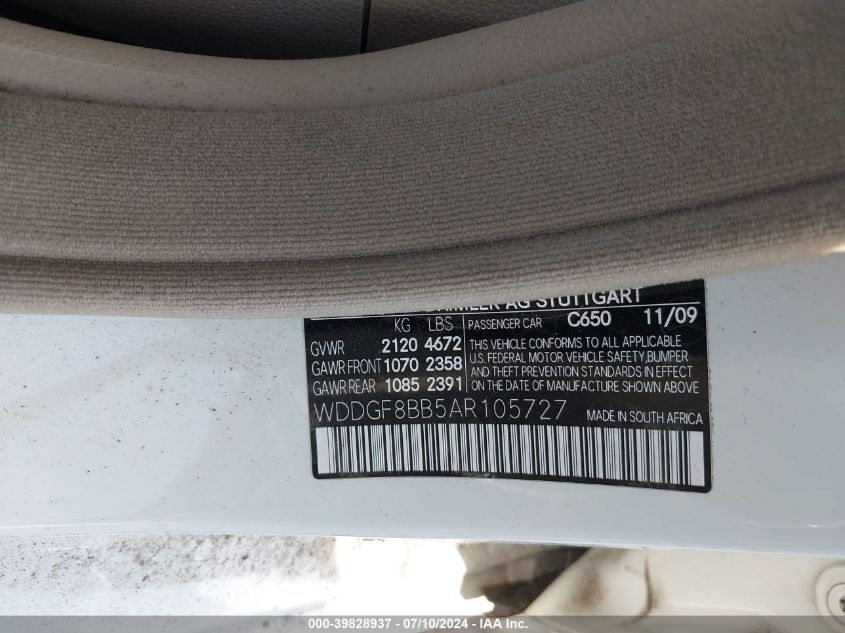 AG STUTTGART
KG LBS PASSENGER CAR C650 11/09
GVWR 2120 4672
GAWR FRONT 1070 2358
GAWR REAR 1085 2391
THIS VEHICLE CONFORMS TO ALL APPLICABLE
U.S. FEDERAL MOTOR VEHICLE SAFETY, BUMPER
AND THEFT PREVENTION STANDARDS IN EFFECT
ON THE DATE OF MANUFACTURE SHOWN ABOVE.
WDDGF8BB5AR105727 MADE IN SOUTH AFRICA
000-39828937 - 07/10/2024 - © IAA Inc.